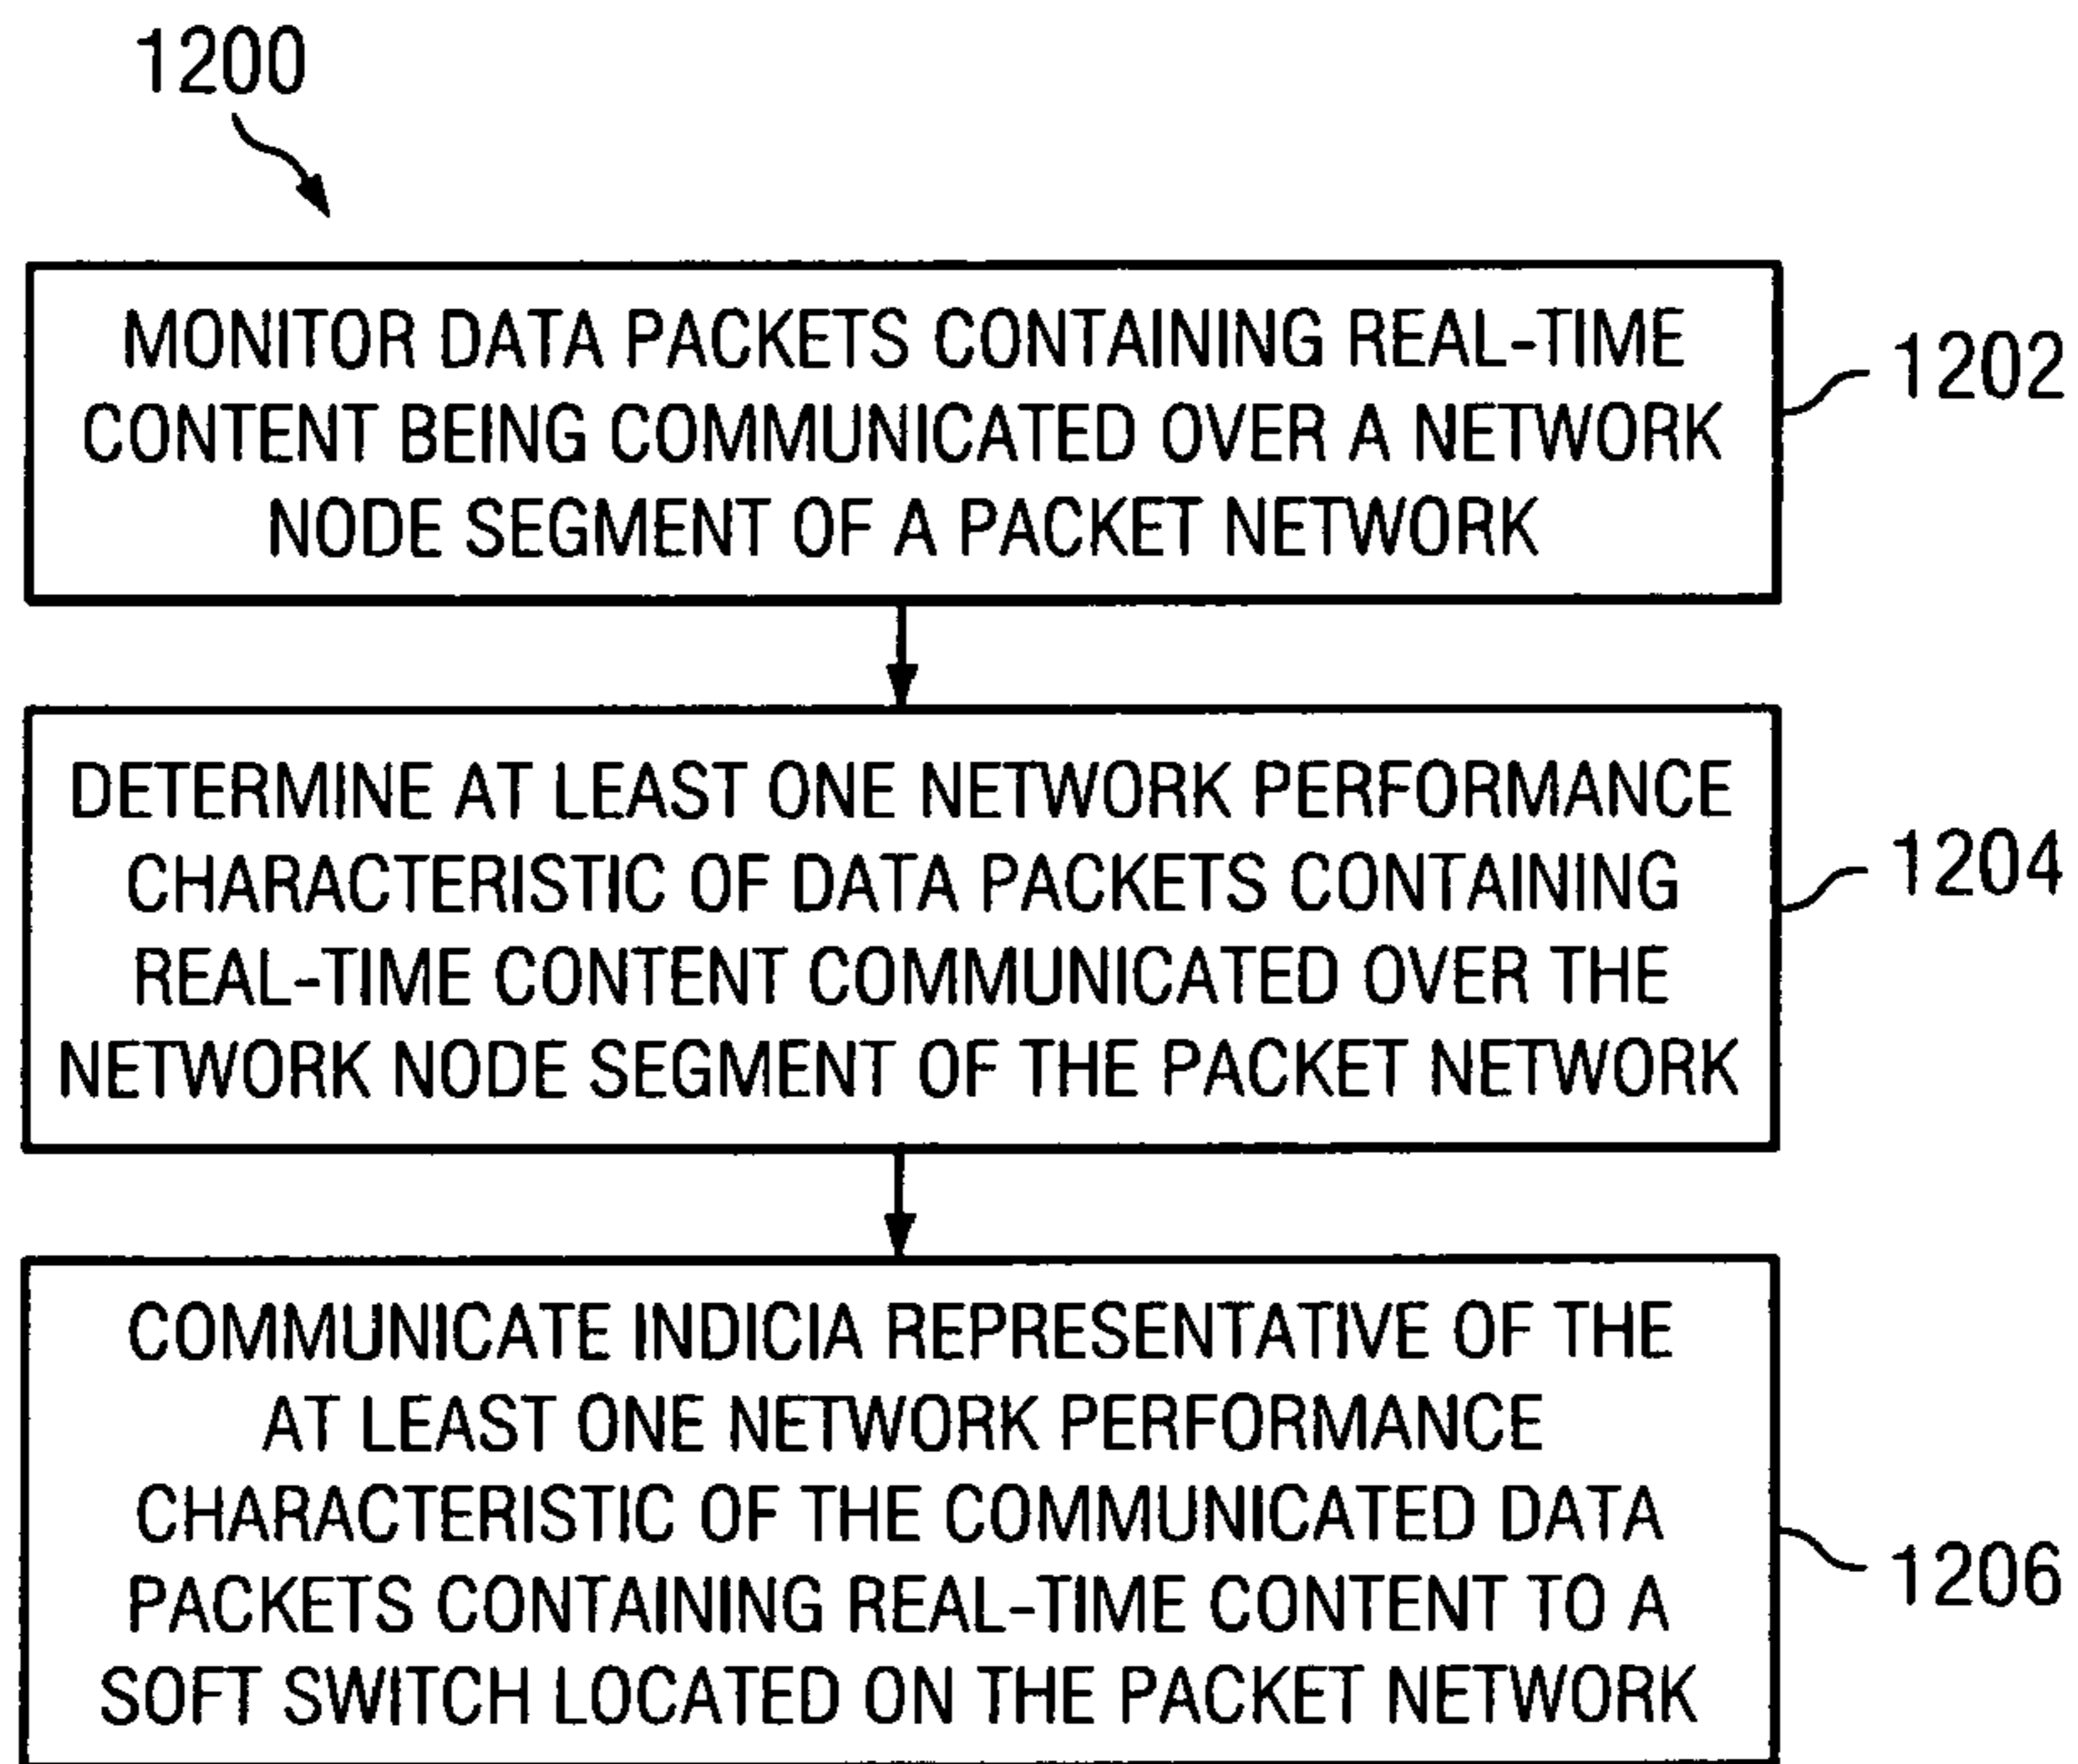 1200
MONITOR DATA PACKETS CONTAINING REAL-TIME
CONTENT BEING COMMUNICATED OVER A NETWORK
NODE SEGMENT OF A PACKET NETWORK
1202
DETERMINE AT LEAST ONE NETWORK PERFORMANCE
CHARACTERISTIC OF DATA PACKETS CONTAINING
REAL-TIME CONTENT COMMUNICATED OVER THE
NETWORK NODE SEGMENT OF THE PACKET NETWORK
1204
COMMUNICATE INDICIA REPRESENTATIVE OF THE
AT LEAST ONE NETWORK PERFORMANCE
CHARACTERISTIC OF THE COMMUNICATED DATA
PACKETS CONTAINING REAL-TIME CONTENT TO A
SOFT SWITCH LOCATED ON THE PACKET NETWORK
1206